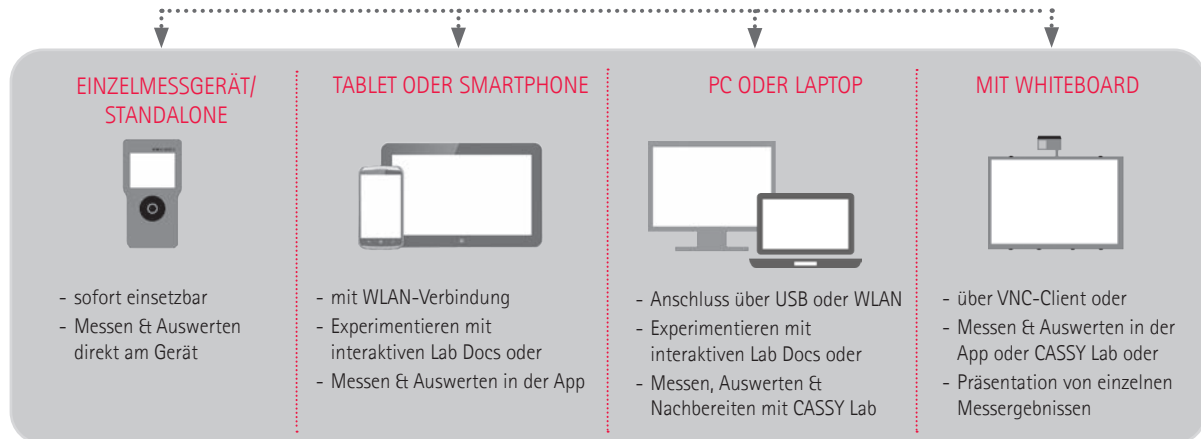 EINZELMESSGERÄT/
STANDALONE
- sofort einsetzbar
- Messen & Auswerten
direkt am Gerät
TABLET ODER SMARTPHONE
- mit WLAN-Verbindung
- Experimentieren mit
interaktiven Lab Docs oder
- Messen & Auswerten in der App
PC ODER LAPTOP
- Anschluss über USB oder WLAN
- Experimentieren mit
interaktiven Lab Docs oder
- Messen, Auswerten &
Nachbereiten mit CASSY Lab
MIT WHITEBOARD
- über VNC-Client oder
- Messen & Auswerten in der
App oder CASSY Lab oder
- Präsentation von einzelnen
Messergebnissen